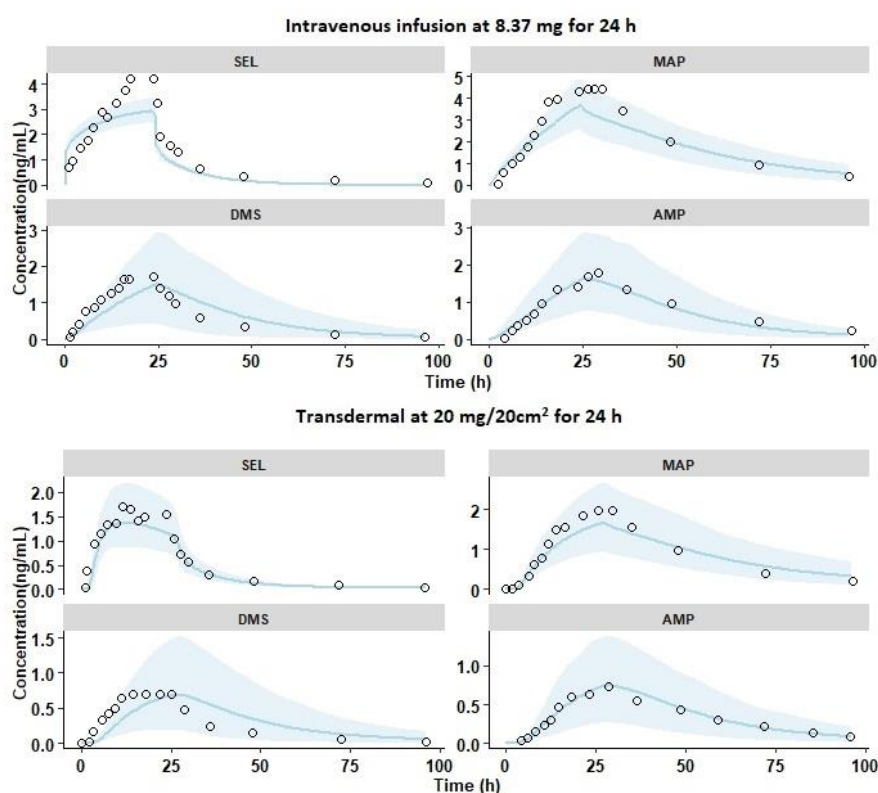 Intravenous infusion at 8.37 mg for 24 h
SEL
MAP
4
3
2
1
0
5
4
3
2
1
0
DMS
AMP
3
2
1
0
3
2
1
0
Concentration(ng/mL)
0 25 50 75 100
0 25 50 75 100
Time (h)
Time (h)
Transdermal at 20 mg/20cm² for 24 h
SEL
MAP
2.0
1.5
1.0
0.5
0.0
2
1
0
DMS
AMP
1.5
1.0
0.5
0.0
1.0
0.5
0.0
Concentration(ng/mL)
0 25 50 75 100
0 25 50 75 100
Time (h)
Time (h)